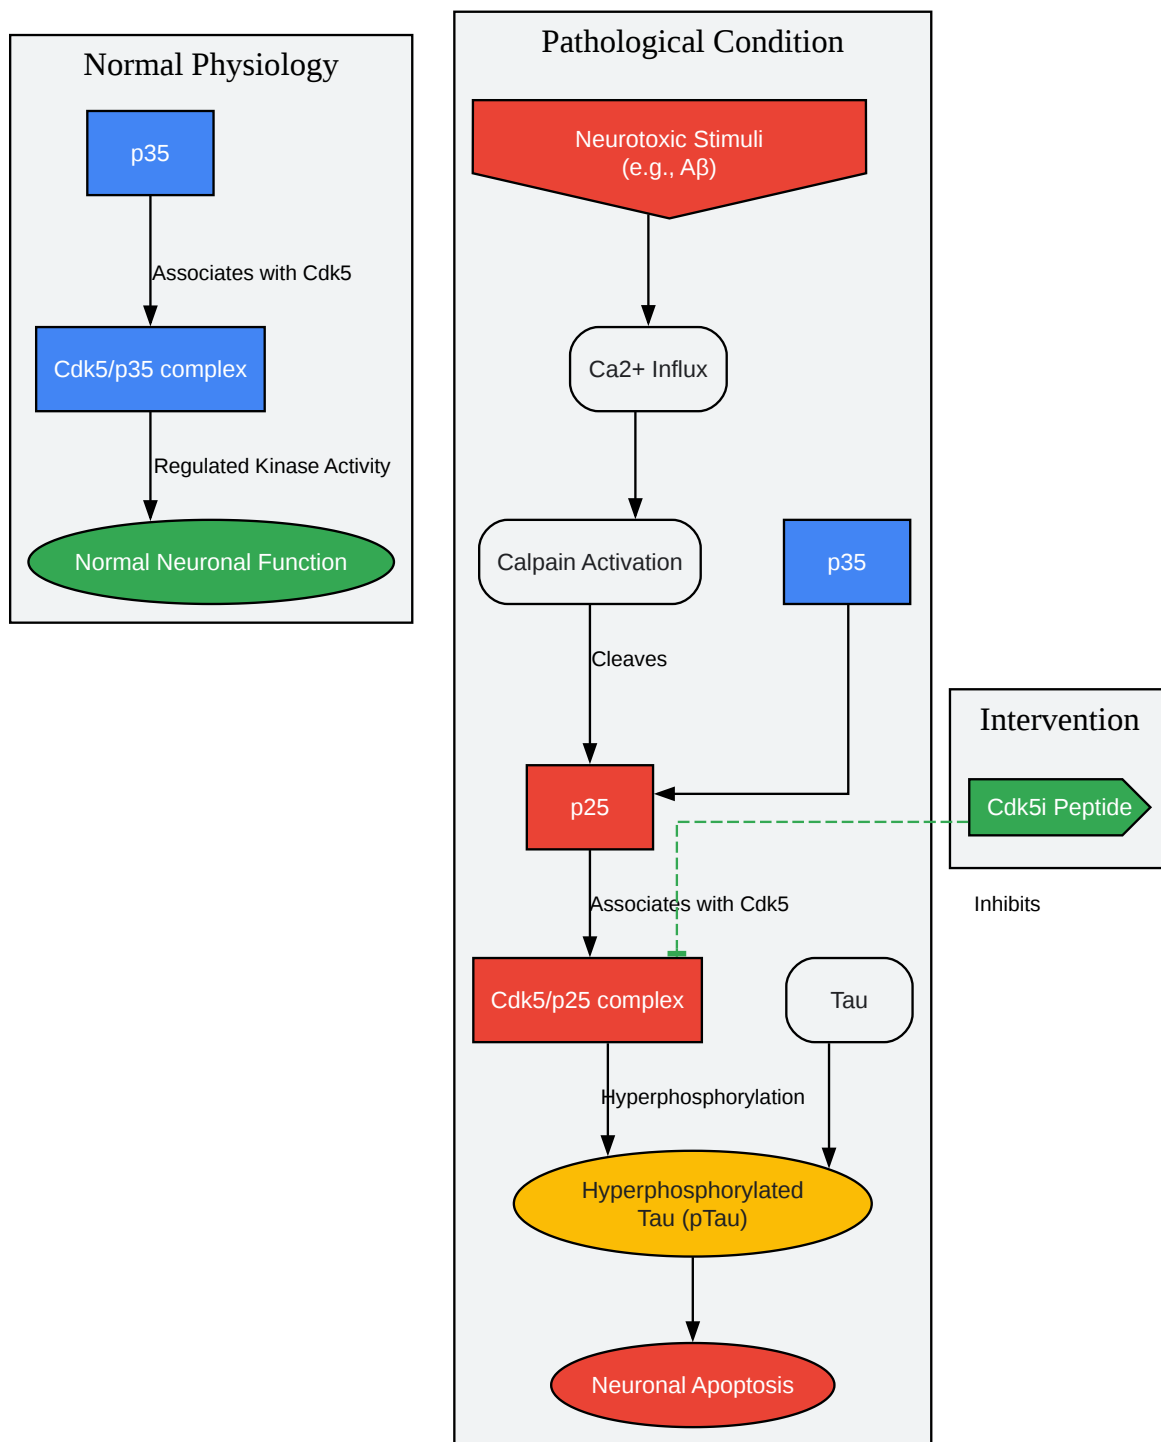 Normal Physiology
p35
Associates with Cdk5
Cdk5/p35 complex
Regulated Kinase Activity
Normal Neuronal Function
Pathological Condition
Neurotoxic Stimuli
(e.g., Aβ)
Ca2+ Influx
Calpain Activation
p35
Cleaves
p25
Associates with Cdk5
Cdk5/p25 complex
Tau
Hyperphosphorylation
Hyperphosphorylated
Tau (pTau)
Neuronal Apoptosis
Intervention
Cdk5i Peptide
Inhibits